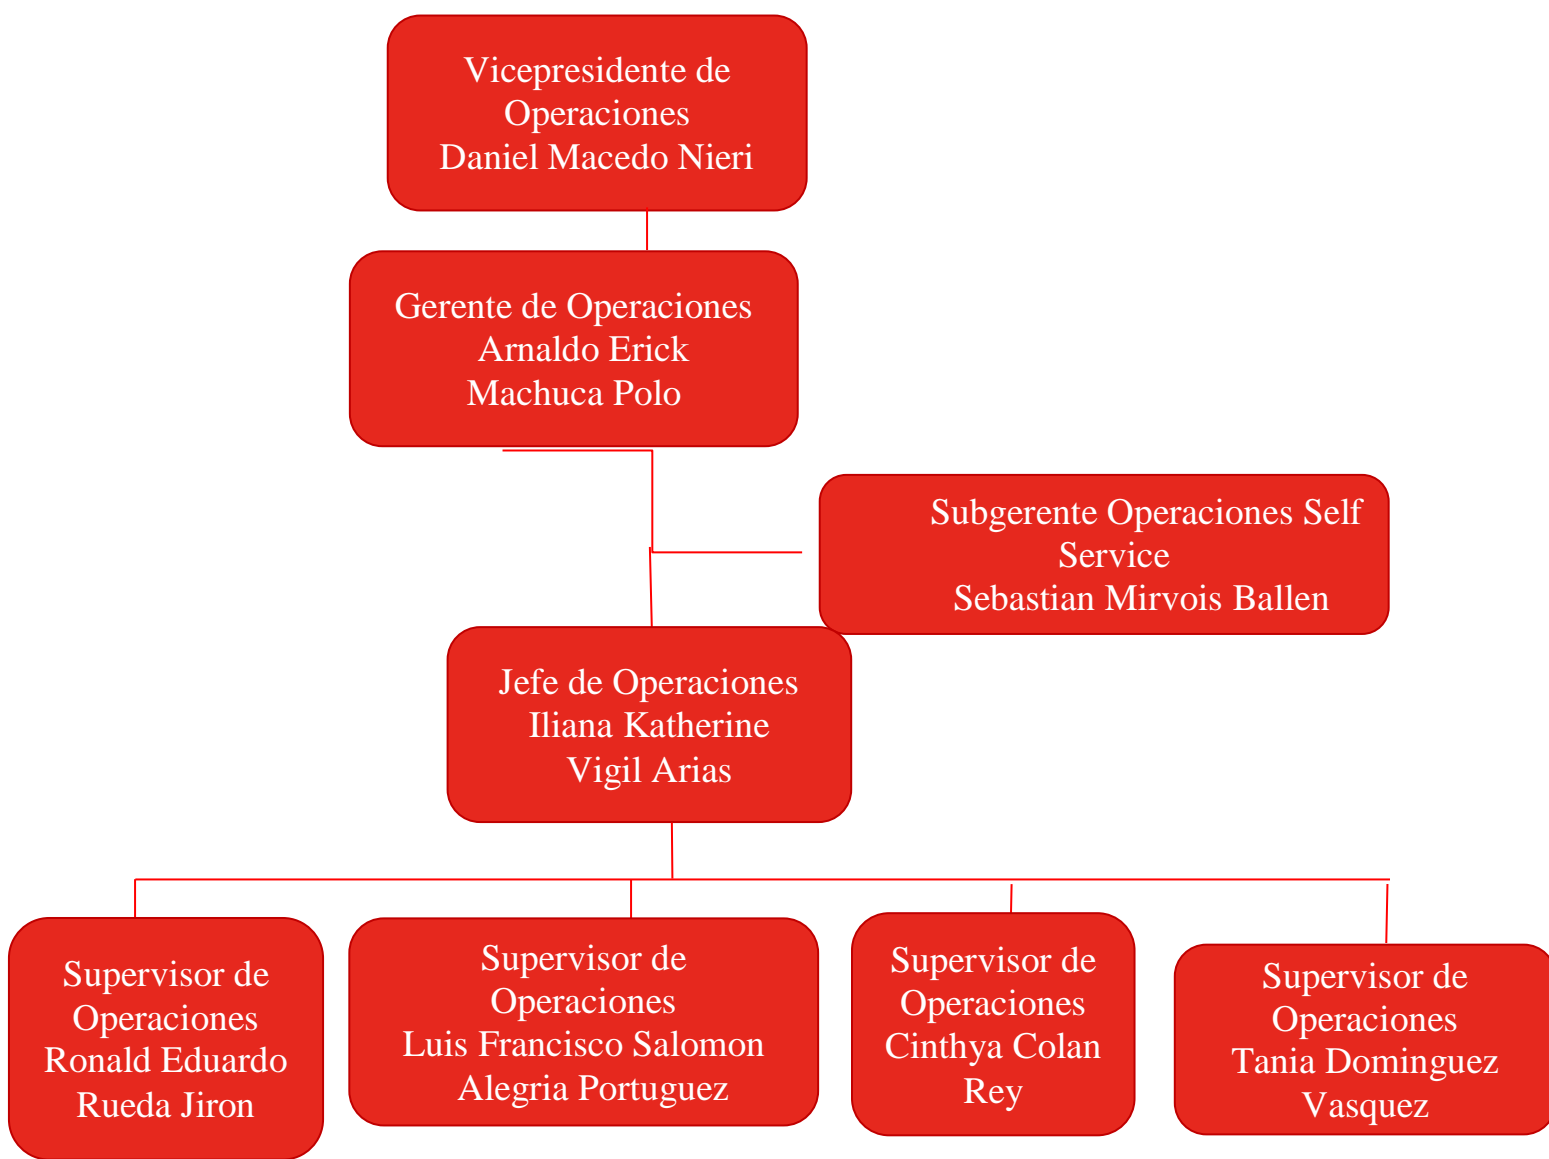 Vicepresidente de
Operaciones
Daniel Macedo Nieri
Gerente de Operaciones
Arnaldo Erick
Machuca Polo
Subgerente Operaciones Self
Service
Sebastian Mirvois Ballen
Jefe de Operaciones
Iliana Katherine
Vigil Arias
Supervisor de
Operaciones
Ronald Eduardo
Rueda Jiron
Supervisor de
Operaciones
Luis Francisco Salomon
Alegria Portuguez
Supervisor de
Operaciones
Cinthya Colan
Rey
Supervisor de
Operaciones
Tania Dominguez
Vasquez